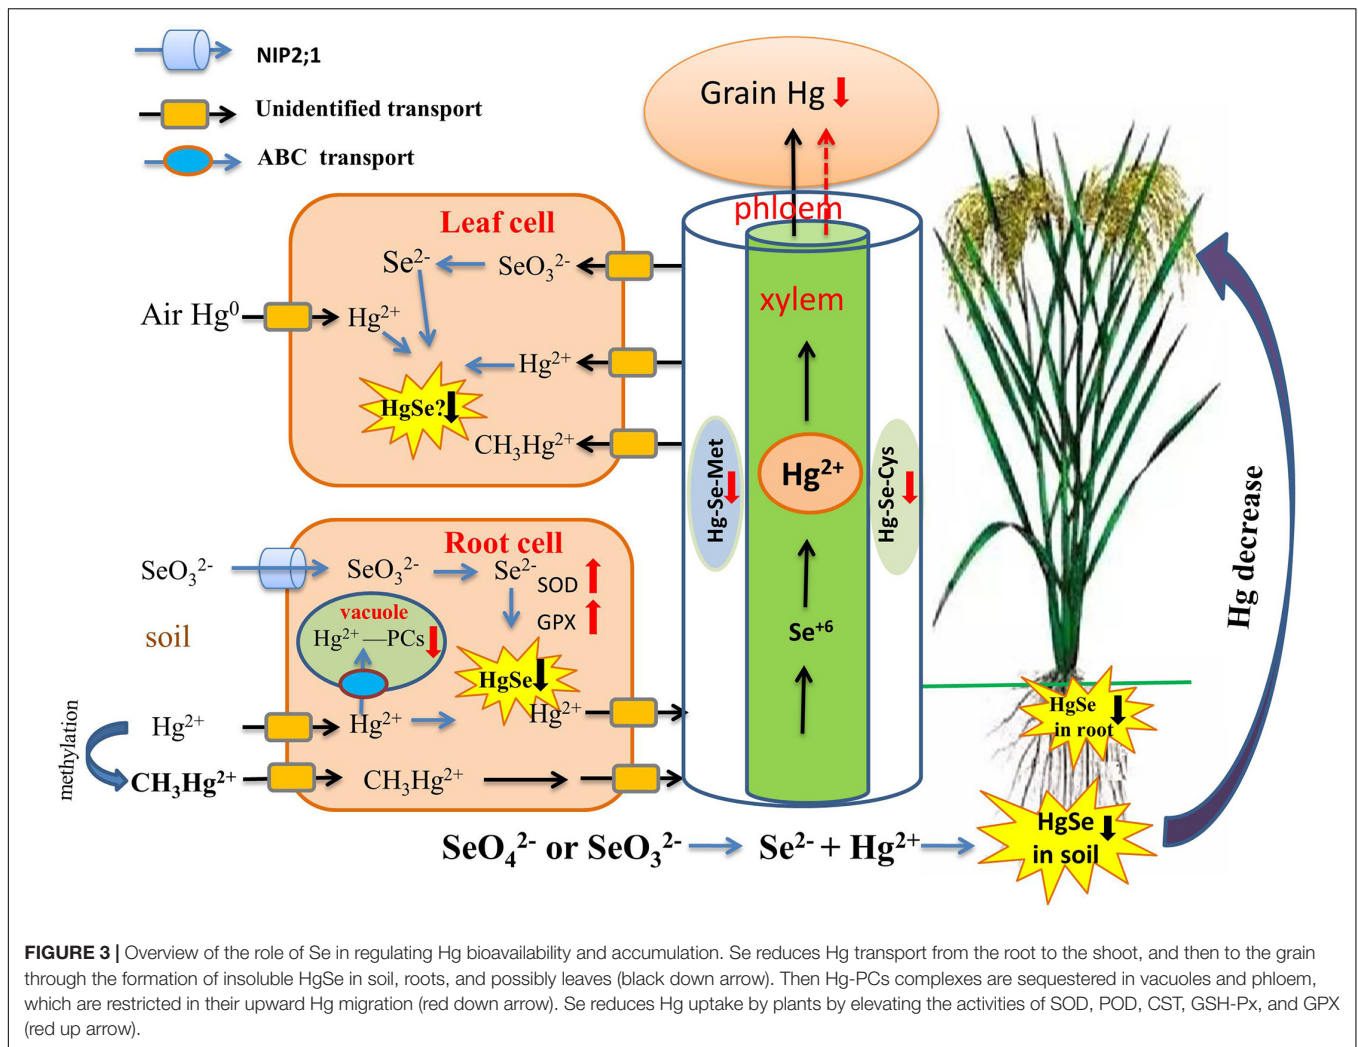 NIP2;1
Unidentified transport
ABC transport
Grain Hg
phloem
xylem
Leaf cell
Se²⁻
SeO₃²⁻
Air Hg⁰
Hg²⁺
Hg²⁺
HgSe?
CH₃Hg²⁺
Hg-Se-Met
Hg²⁺
Hg-Se-Cys
Se⁺⁶
Root cell
SeO₃²⁻
SeO₃²⁻
Se²⁻
SOD
GPX
soil
vacuole
Hg²⁺ —PCs
HgSe
Hg²⁺
Hg²⁺
Hg²⁺
methylation
CH₃Hg²⁺
CH₃Hg²⁺
Hg decrease
HgSe
in root
HgSe
in soil
SeO₄²⁻ or SeO₃²⁻
Se²⁻ + Hg²⁺
FIGURE 3 | Overview of the role of Se in regulating Hg bioavailability and accumulation. Se reduces Hg transport from the root to the shoot, and then to the grain
through the formation of insoluble HgSe in soil, roots, and possibly leaves (black down arrow). Then Hg-PCs complexes are sequestered in vacuoles and phloem,
which are restricted in their upward Hg migration (red down arrow). Se reduces Hg uptake by plants by elevating the activities of SOD, POD, CST, GSH-Px, and GPX
(red up arrow).